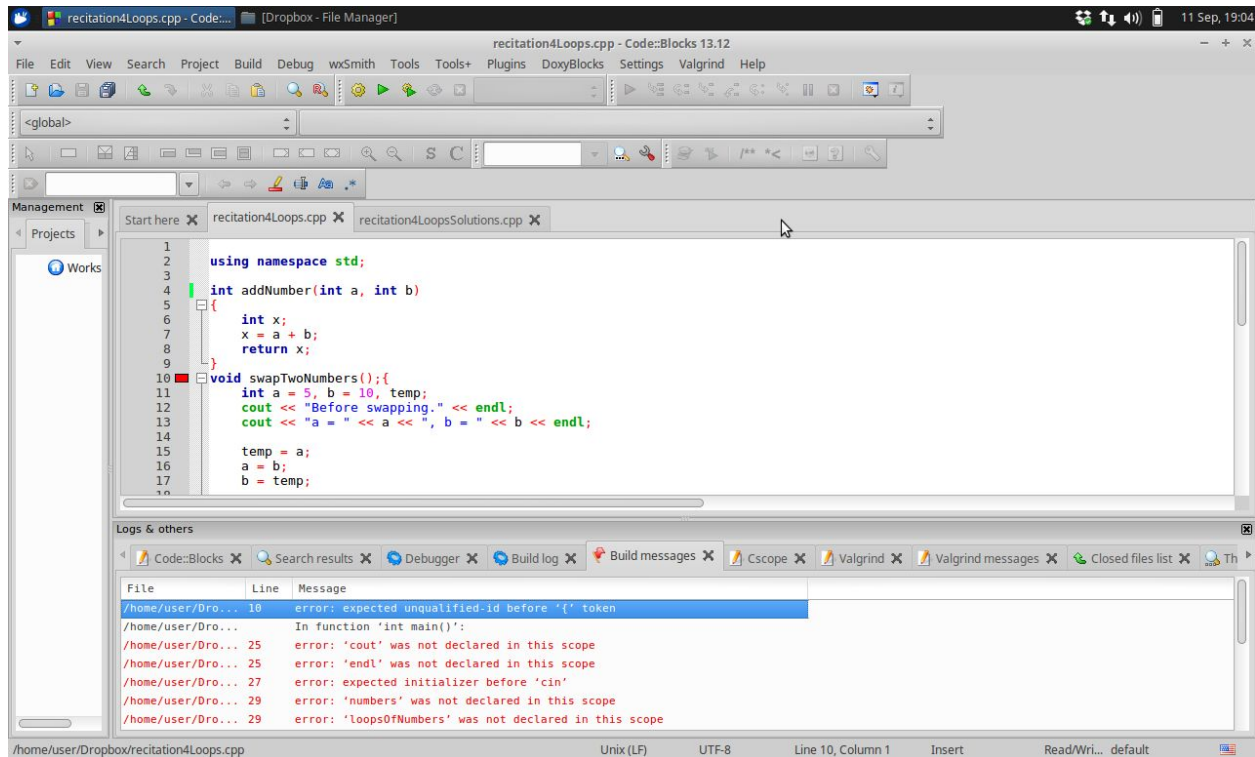 recitation4Loops.cpp - Code:... [Dropbox - File Manager] 11 Sep, 19:04
recitation4Loops.cpp - Code::Blocks 13.12
File Edit View Search Project Build Debug wxSmith Tools Tools+ Plugins DoxyBlocks Settings Valgrind Help
<global>
S C /** *<
Management
Projects
Works
Start here recitation4Loops.cpp recitation4LoopsSolutions.cpp
1
2 using namespace std;
3
4 int addNumber(int a, int b)
5 {
6 int x;
7 x = a + b;
8 return x;
9 }
10 void swapTwoNumbers();{
11 int a = 5, b = 10, temp;
12 cout << "Before swapping." << endl;
13 cout << "a = " << a << ", b = " << b << endl;
14
15 temp = a;
16 a = b;
17 b = temp;
18
Logs & others
Code::Blocks Search results Debugger Build log Build messages Cscope Valgrind Valgrind messages Closed files list Th
File Line Message
/home/user/Dro... 10 error: expected unqualified-id before ‘{’ token
/home/user/Dro... In function ‘int main()’:
/home/user/Dro... 25 error: ‘cout’ was not declared in this scope
/home/user/Dro... 25 error: ‘endl’ was not declared in this scope
/home/user/Dro... 27 error: expected initializer before ‘cin’
/home/user/Dro... 29 error: ‘numbers’ was not declared in this scope
/home/user/Dro... 29 error: ‘loopsOfNumbers’ was not declared in this scope
/home/user/Dropbox/recitation4Loops.cpp Unix (LF) UTF-8 Line 10, Column 1 Insert Read/Wri... default